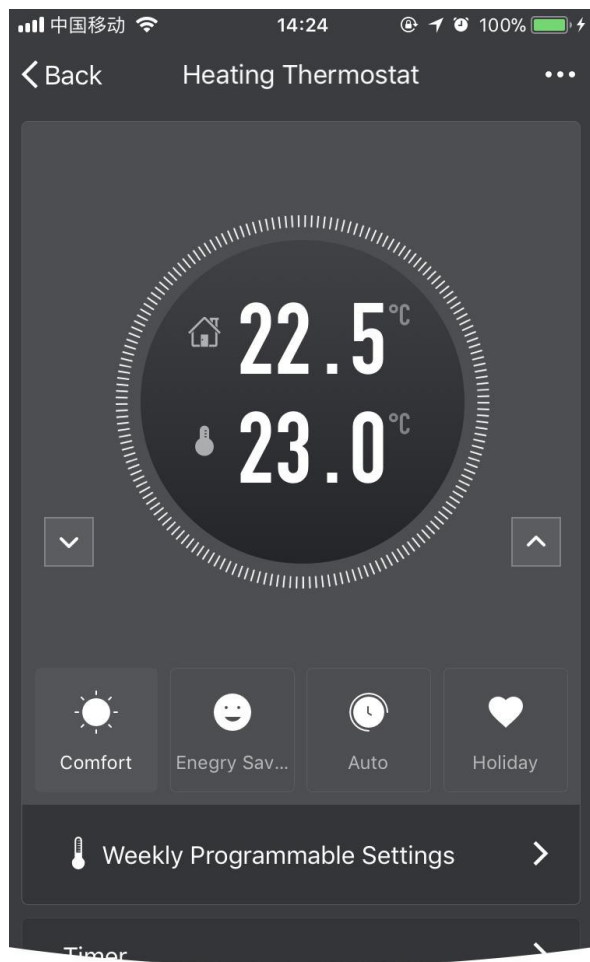 中国移动 14:24 100%
Back Heating Thermostat
22.5°C
23.0°C
Comfort Enegry Sav... Auto Holiday
Weekly Programmable Settings
Timer